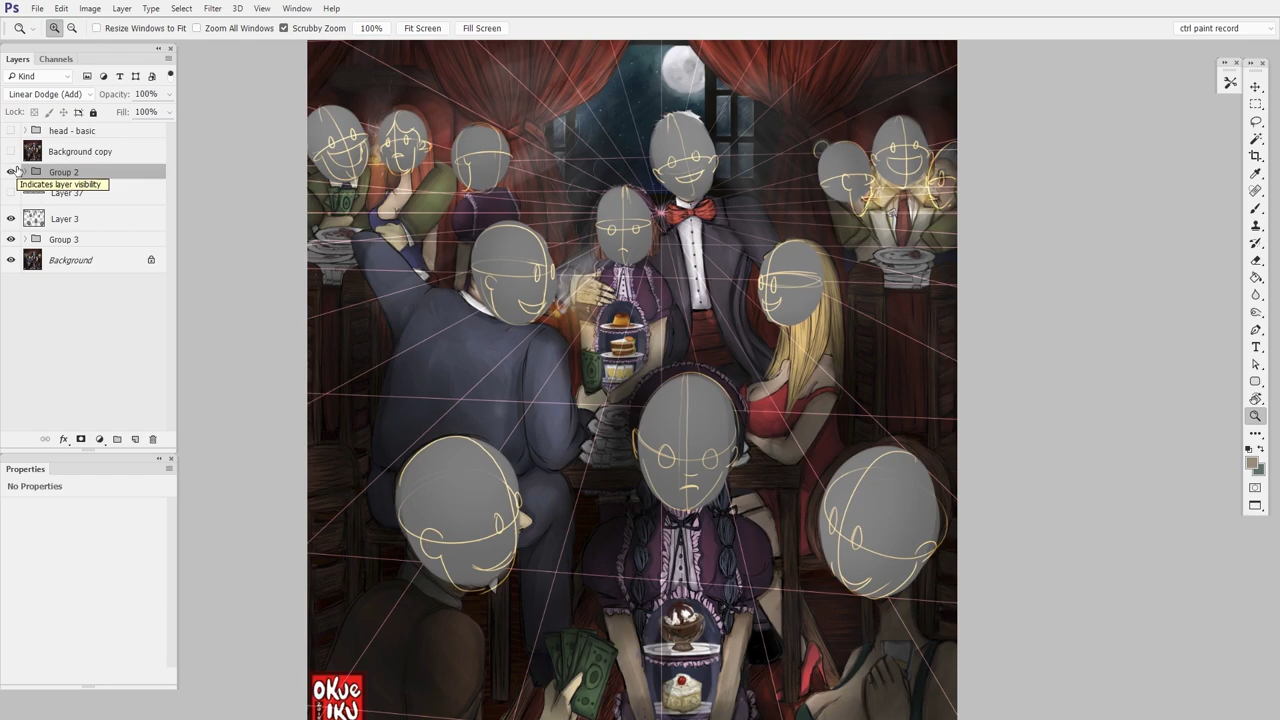 Ps File Edit Image Layer Type Select Filter 3D View Window Help
Resize Windows to Fit Zoom All Windows Scrubby Zoom 100% Fit Screen Fill Screen ctrl paint record
Layers Channels
Kind
Linear Dodge (Add) Opacity: 100%
Lock: Fill: 100%
head - basic
Background copy
Group 2
Indicates layer visibility
Layer 37
Layer 3
Group 3
Background
fx
Properties
No Properties
OKUE
IKU